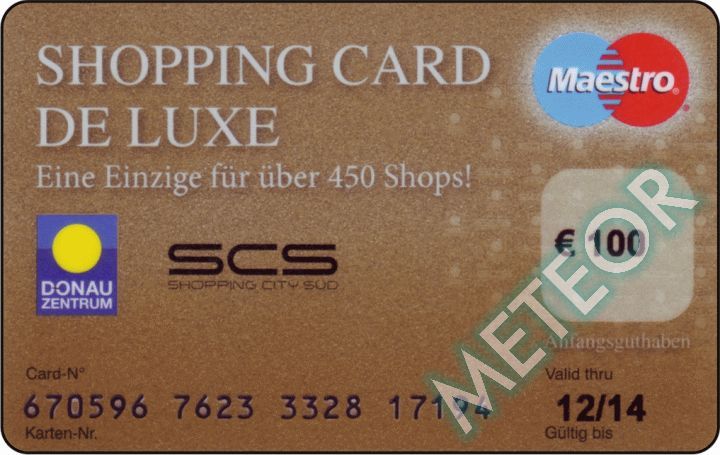 SHOPPING CARD
DE LUXE
Eine Einzige für über 450 Shops!
Maestro®
€ 100
DONAU
ZENTRUM
SCS
SHOPPING CITY SÜD
Anfangsguthaben
METEOR
Card-N°
Valid thru
670596 7623 3328 17194
12/14
Karten-Nr.
Gültig bis